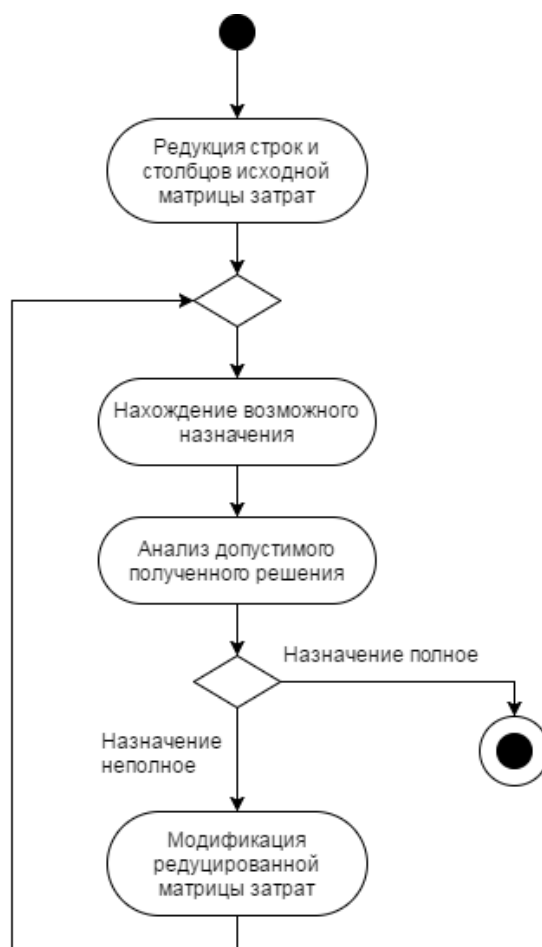 Редукция строк и
столбцов исходной
матрицы затрат
Нахождение возможного
назначения
Анализ допустимого
полученного решения
Назначение полное
Назначение
неполное
Модификация
редуцированной
матрицы затрат